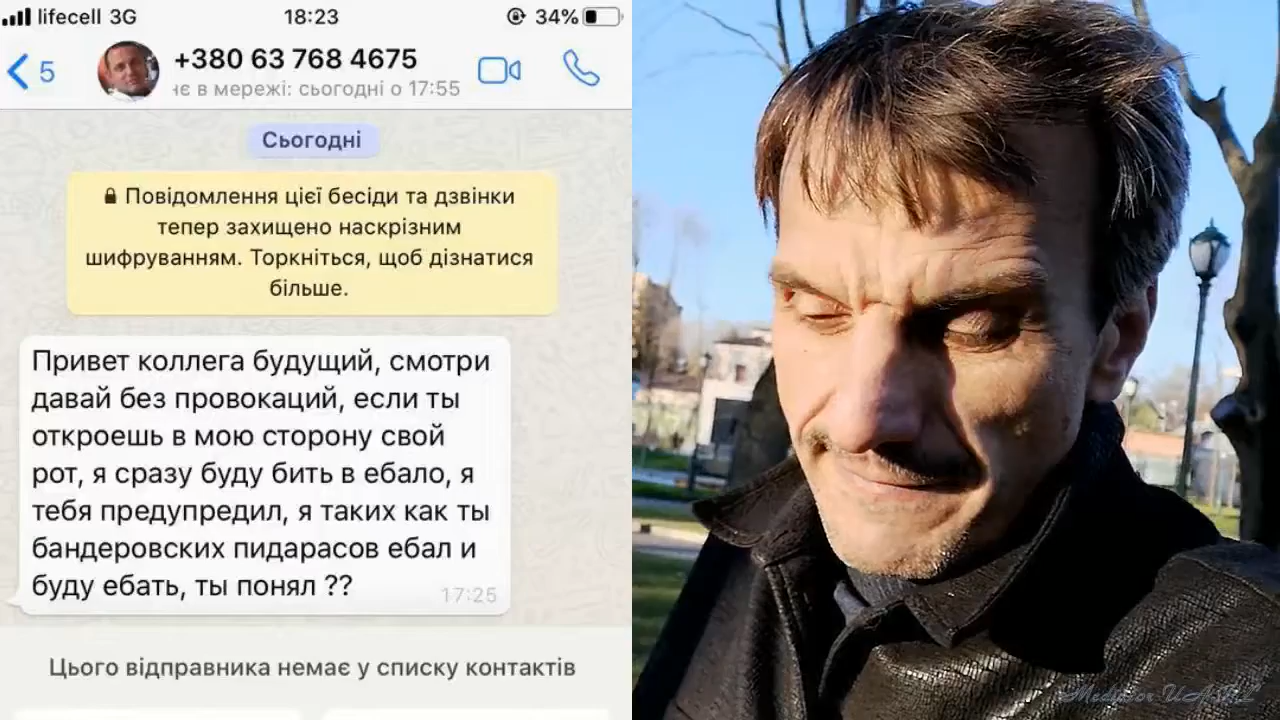 lifecell 3G
18:23
34%
5
+380 63 768 4675
нє в мережі: сьогодні о 17:55
Сьогодні
Повідомлення цієї бесіди та дзвінки
тепер захищено наскрізним
шифруванням. Торкніться, щоб дізнатися
більше.
Привет коллега будущий, смотри
давай без провокаций, если ты
откроешь в мою сторону свой
рот, я сразу буду бить в ебало, я
тебя предупредил, я таких как ты
бандеровских пидарасов ебал и
буду ебать, ты понял ??
17:25
Цього відправника немає у списку контактів